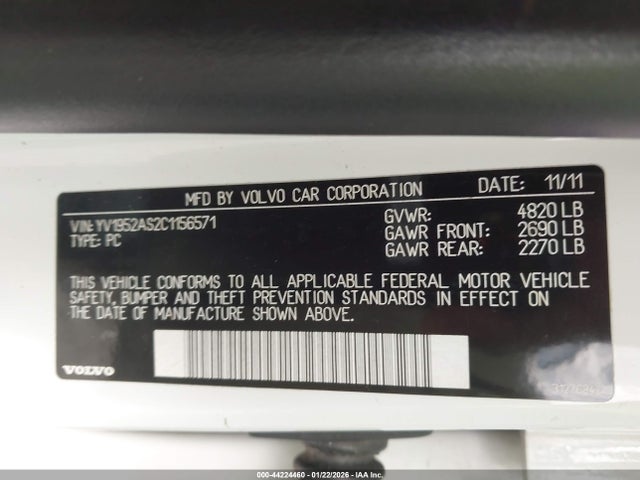 MFD BY VOLVO CAR CORPORATION DATE: 11/11
VIN: YV1952AS2C1156571 GVWR: 4820 LB
TYPE: PC GAWR FRONT: 2690 LB
GAWR REAR: 2270 LB
THIS VEHICLE CONFORMS TO ALL APPLICABLE FEDERAL MOTOR VEHICLE
SAFETY, BUMPER AND THEFT PREVENTION STANDARDS IN EFFECT ON
THE DATE OF MANUFACTURE SHOWN ABOVE.
VOLVO
000-44224460 - 01/22/2026 - IAA Inc.